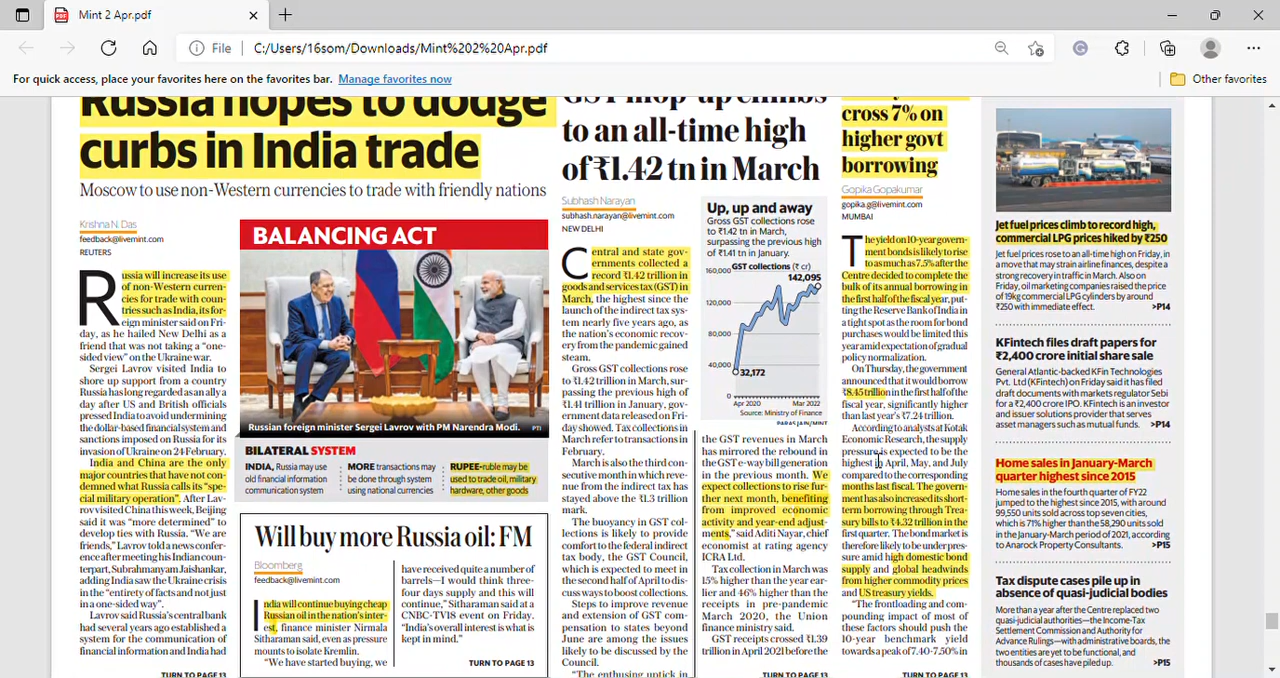 Mint 2 Apr.pdf
File
C:/Users/16som/Downloads/Mint%202%20Apr.pdf
For quick access, place your favorites here on the favorites bar. Manage favorites now
Other favorites
Russia hopes to dodge
curbs in India trade
Moscow to use non-Western currencies to trade with friendly nations
Krishna N. Das
feedback@livemint.com
REUTERS
Russia will increase its use
of non-Western curren-
cies for trade with coun-
tries such as India, its for-
eign minister said on Fri-
day, as he hailed New Delhi as a
friend that was not taking a "one-
sided view" on the Ukraine war.
Sergei Lavrov visited India to
shore up support from a country
Russia has long regarded as an ally a
day after US and British officials
pressed India to avoid undermining
the dollar-based financial system and
sanctions imposed on Russia for its
invasion of Ukraine on 24 February.
India and China are the only
major countries that have not con-
demned what Russia calls its "spe-
cial military operation". After Lav-
rov visited China this week, Beijing
said it was "more determined" to
develop ties with Russia. "We are
friends," Lavrov told a news confer-
ence after meeting his Indian coun-
terpart, Subrahmanyam Jaishankar,
adding India saw the Ukraine crisis
in the "entirety of facts and not just
in a one-sided way".
Lavrov said Russia's central bank
had several years ago established a
system for the communication of
financial information and India had
TURN TO PAGE 13
BALANCING ACT
Russian foreign minister Sergei Lavrov with PM Narendra Modi. PTI
BILATERAL SYSTEM
INDIA, Russia may use
old financial information
communication system
MORE transactions may
be done through system
using national currencies
RUPEE-ruble may be
used to trade oil, military
hardware, other goods
Will buy more Russia oil: FM
Bloomberg
feedback@livemint.com
India will continue buying cheap
Russian oil in the nation's inter-
est, finance minister Nirmala
Sitharaman said, even as pressure
mounts to isolate Kremlin.
"We have started buying, we
have received quite a number of
barrels—I would think three-
four days supply and this will
continue," Sitharaman said at a
CNBC-TV18 event on Friday.
"India's overall interest is what is
kept in mind."
TURN TO PAGE 13
GST mop-up climbs
to an all-time high
of ₹1.42 tn in March
Subhash Narayan
subhash.narayan@livemint.com
NEW DELHI
Central and state gov-
ernments collected a
record ₹1.42 trillion in
goods and services tax (GST) in
March, the highest since the
launch of the indirect tax sys-
tem nearly five years ago, as
the nation's economic recov-
ery from the pandemic gained
steam.
Gross GST collections rose
to ₹1.42 trillion in March, sur-
passing the previous high of
₹1.41 trillion in January, gov-
ernment data released on Fri-
day showed. Tax collections in
March refer to transactions in
February.
March is also the third con-
secutive month in which rev-
enue from the indirect tax has
stayed above the ₹1.3 trillion
mark.
The buoyancy in GST col-
lections is likely to provide
comfort to the federal indirect
tax body, the GST Council,
which is expected to meet in
the second half of April to dis-
cuss ways to boost collections.
Steps to improve revenue
and extension of GST com-
pensation to states beyond
June are among the issues
likely to be discussed by the
Council.
"The enthusing uptick in
Up, up and away
Gross GST collections rose
to ₹1.42 trn in March,
surpassing the previous high
of ₹1.41 trn in January.
GST collections (₹ cr)
160,000
142,095
120,000
80,000
40,000
32,172
0
Apr 2020
Mar 2022
Source: Ministry of Finance
PARAS JAIN/MINT
the GST revenues in March
has mirrored the rebound in
the GST e-way bill generation
in the previous month. We
expect collections to rise fur-
ther next month, benefiting
from improved economic
activity and year-end adjust-
ments," said Aditi Nayar, chief
economist at rating agency
ICRA Ltd.
Tax collection in March was
15% higher than the year ear-
lier and 46% higher than the
receipts in pre-pandemic
March 2020, the Union
finance ministry said.
GST receipts crossed ₹1.39
trillion in April 2021 before the
TURN TO PAGE 13
cross 7% on
higher govt
borrowing
Gopika Gopakumar
gopika.g@livemint.com
MUMBAI
The yield on 10-year govern-
ment bonds is likely to rise
to as much as 7.5% after the
Centre decided to complete the
bulk of its annual borrowing in
the first half of the fiscal year, put-
ting the Reserve Bank of India in
a tight spot as the room for bond
purchases would be limited this
year amid expectation of gradual
policy normalization.
On Thursday, the government
announced that it would borrow
₹8.45 trillion in the first half of the
fiscal year, significantly higher
than last year's ₹7.24 trillion.
According to analysts at Kotak
Economic Research, the supply
pressure is expected to be the
highest in April, May, and July
compared to the corresponding
months last fiscal. The govern-
ment has also increased its short-
term borrowing through Trea-
sury bills to ₹4.32 trillion in the
first quarter. The bond market is
therefore likely to be under pres-
sure amid high domestic bond
supply and global headwinds
from higher commodity prices
and US treasury yields.
"The frontloading and com-
pounding impact of most of
these factors should push the
10-year benchmark yield
towards a peak of 7.40-7.50% in
TURN TO PAGE 13
Jet fuel prices climb to record high,
commercial LPG prices hiked by ₹250
Jet fuel prices rose to an all-time high on Friday, in
a move that may strain airline finances, despite a
strong recovery in traffic in March. Also on
Friday, oil marketing companies raised the price
of 19kg commercial LPG cylinders by around
₹250 with immediate effect. >P14
KFintech files draft papers for
₹2,400 crore initial share sale
General Atlantic-backed KFin Technologies
Pvt. Ltd (KFintech) on Friday said it has filed
draft documents with markets regulator Sebi
for a ₹2,400 crore IPO. KFintech is an investor
and issuer solutions provider that serves
asset managers such as mutual funds. >P14
Home sales in January-March
quarter highest since 2015
Home sales in the fourth quarter of FY22
jumped to the highest since 2015, with around
99,550 units sold across top seven cities,
which is 71% higher than the 58,290 units sold
in the January-March period of 2021, according
to Anarock Property Consultants. >P15
Tax dispute cases pile up in
absence of quasi-judicial bodies
More than a year after the Centre replaced two
quasi-judicial authorities—the Income-Tax
Settlement Commission and Authority for
Advance Rulings—with administrative boards, the
two entities are yet to be functional, and
thousands of cases have piled up. >P15